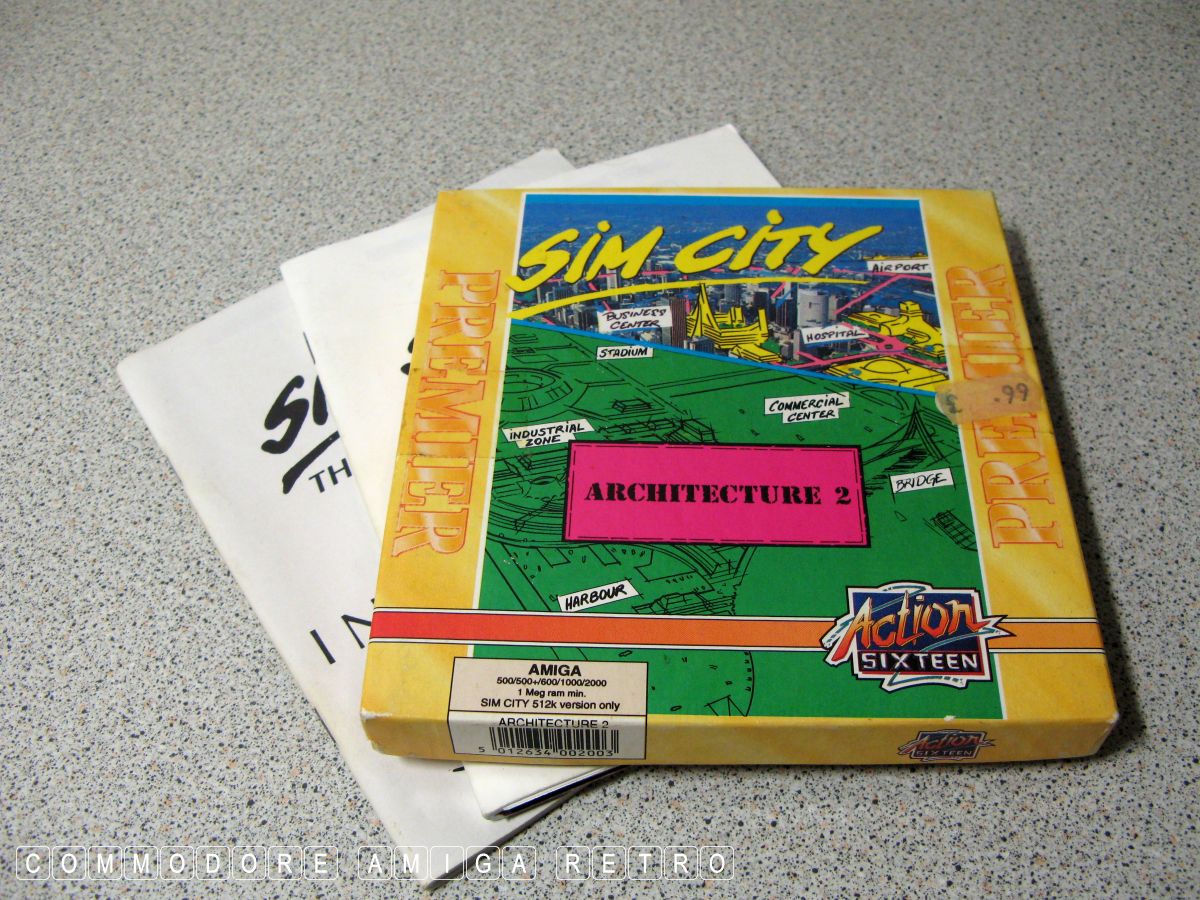 SiM CiTY
AiRPORT
BUSiNESS
CENTER
HOSPiTAL
STADiUM
COMMERCiAL
CENTER
iNDUSTRiAL
ZONE
BRiDGE
ARCHITECTURE 2
HARBOUR
PREMIER
PREMIER
£ .99
Action
SIXTEEN
AMIGA
500/500+/600/1000/2000
1 Meg ram min.
SIM CITY 512k version only
ARCHITECTURE 2
5 012634 002003
Action
SIXTEEN
Si
TH
IN
COMMODORE AMIGA RETRO